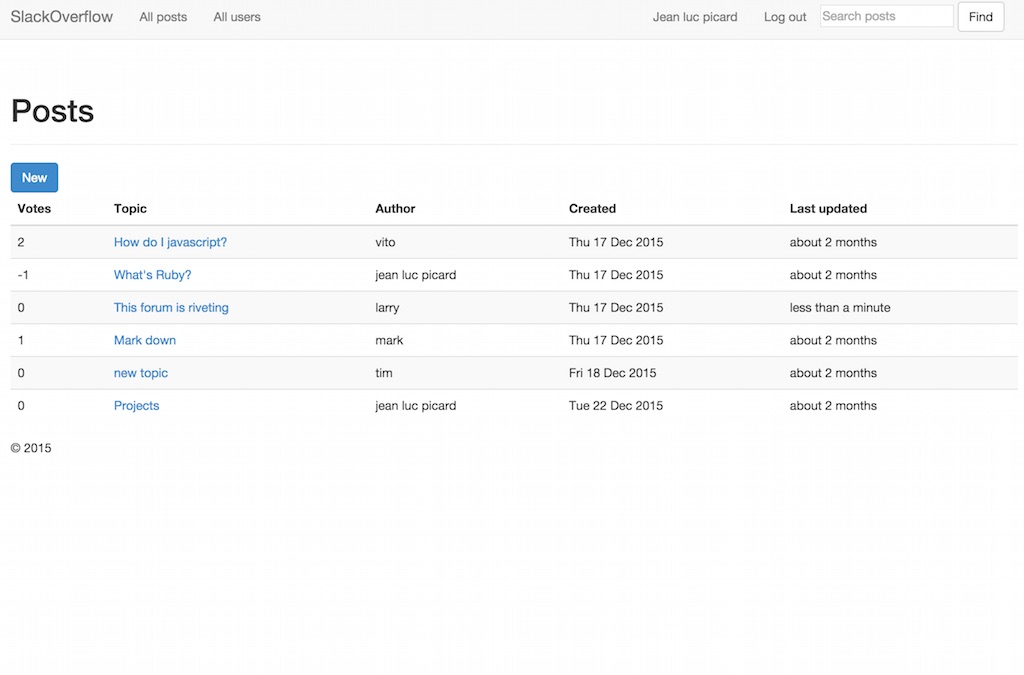 SlackOverflow All posts All users Jean luc picard Log out Search posts Find
Posts
New
Votes Topic Author Created Last updated
2 How do I javascript? vito Thu 17 Dec 2015 about 2 months
-1 What's Ruby? jean luc picard Thu 17 Dec 2015 about 2 months
0 This forum is riveting larry Thu 17 Dec 2015 less than a minute
1 Mark down mark Thu 17 Dec 2015 about 2 months
0 new topic tim Fri 18 Dec 2015 about 2 months
0 Projects jean luc picard Tue 22 Dec 2015 about 2 months
© 2015